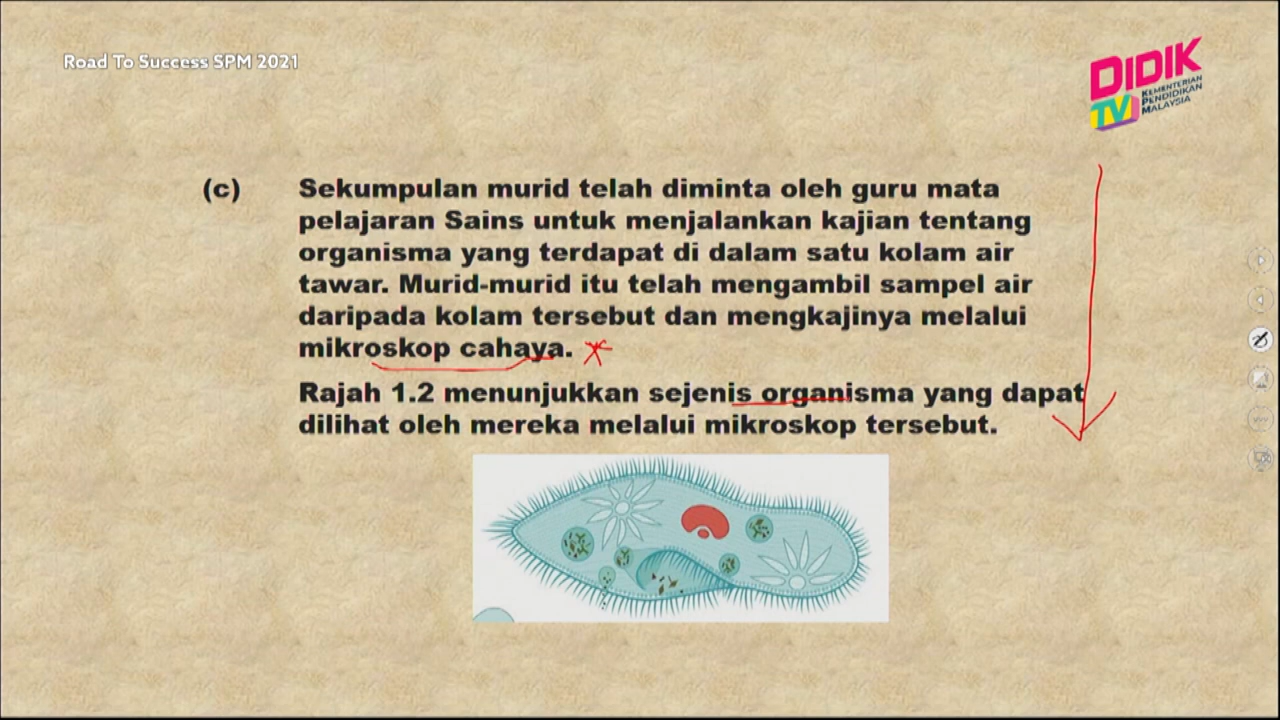 Road To Success SPM 2021
DIDIK
TV
KEMENTERIAN
PENDIDIKAN
MALAYSIA
(c) Sekumpulan murid telah diminta oleh guru mata
pelajaran Sains untuk menjalankan kajian tentang
organisma yang terdapat di dalam satu kolam air
tawar. Murid-murid itu telah mengambil sampel air
daripada kolam tersebut dan mengkajinya melalui
mikroskop cahaya.
Rajah 1.2 menunjukkan sejenis organisma yang dapat
dilihat oleh mereka melalui mikroskop tersebut.